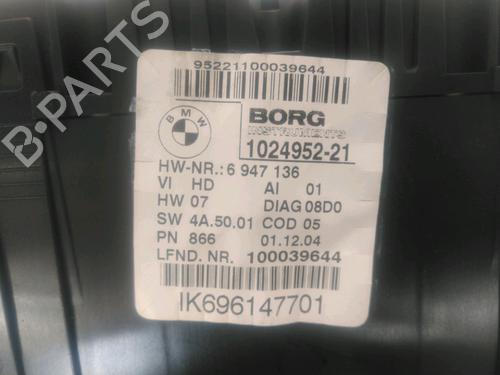 95221100039644
BMW
BORG
INSTRUMENTS
1024952-21
HW-NR.: 6 947 136
VI HD AI 01
HW 07 DIAG 08D0
SW 4A.50.01 COD 05
PN 866 01.12.04
LFND. NR. 100039644
IK696147701
B-PARTS